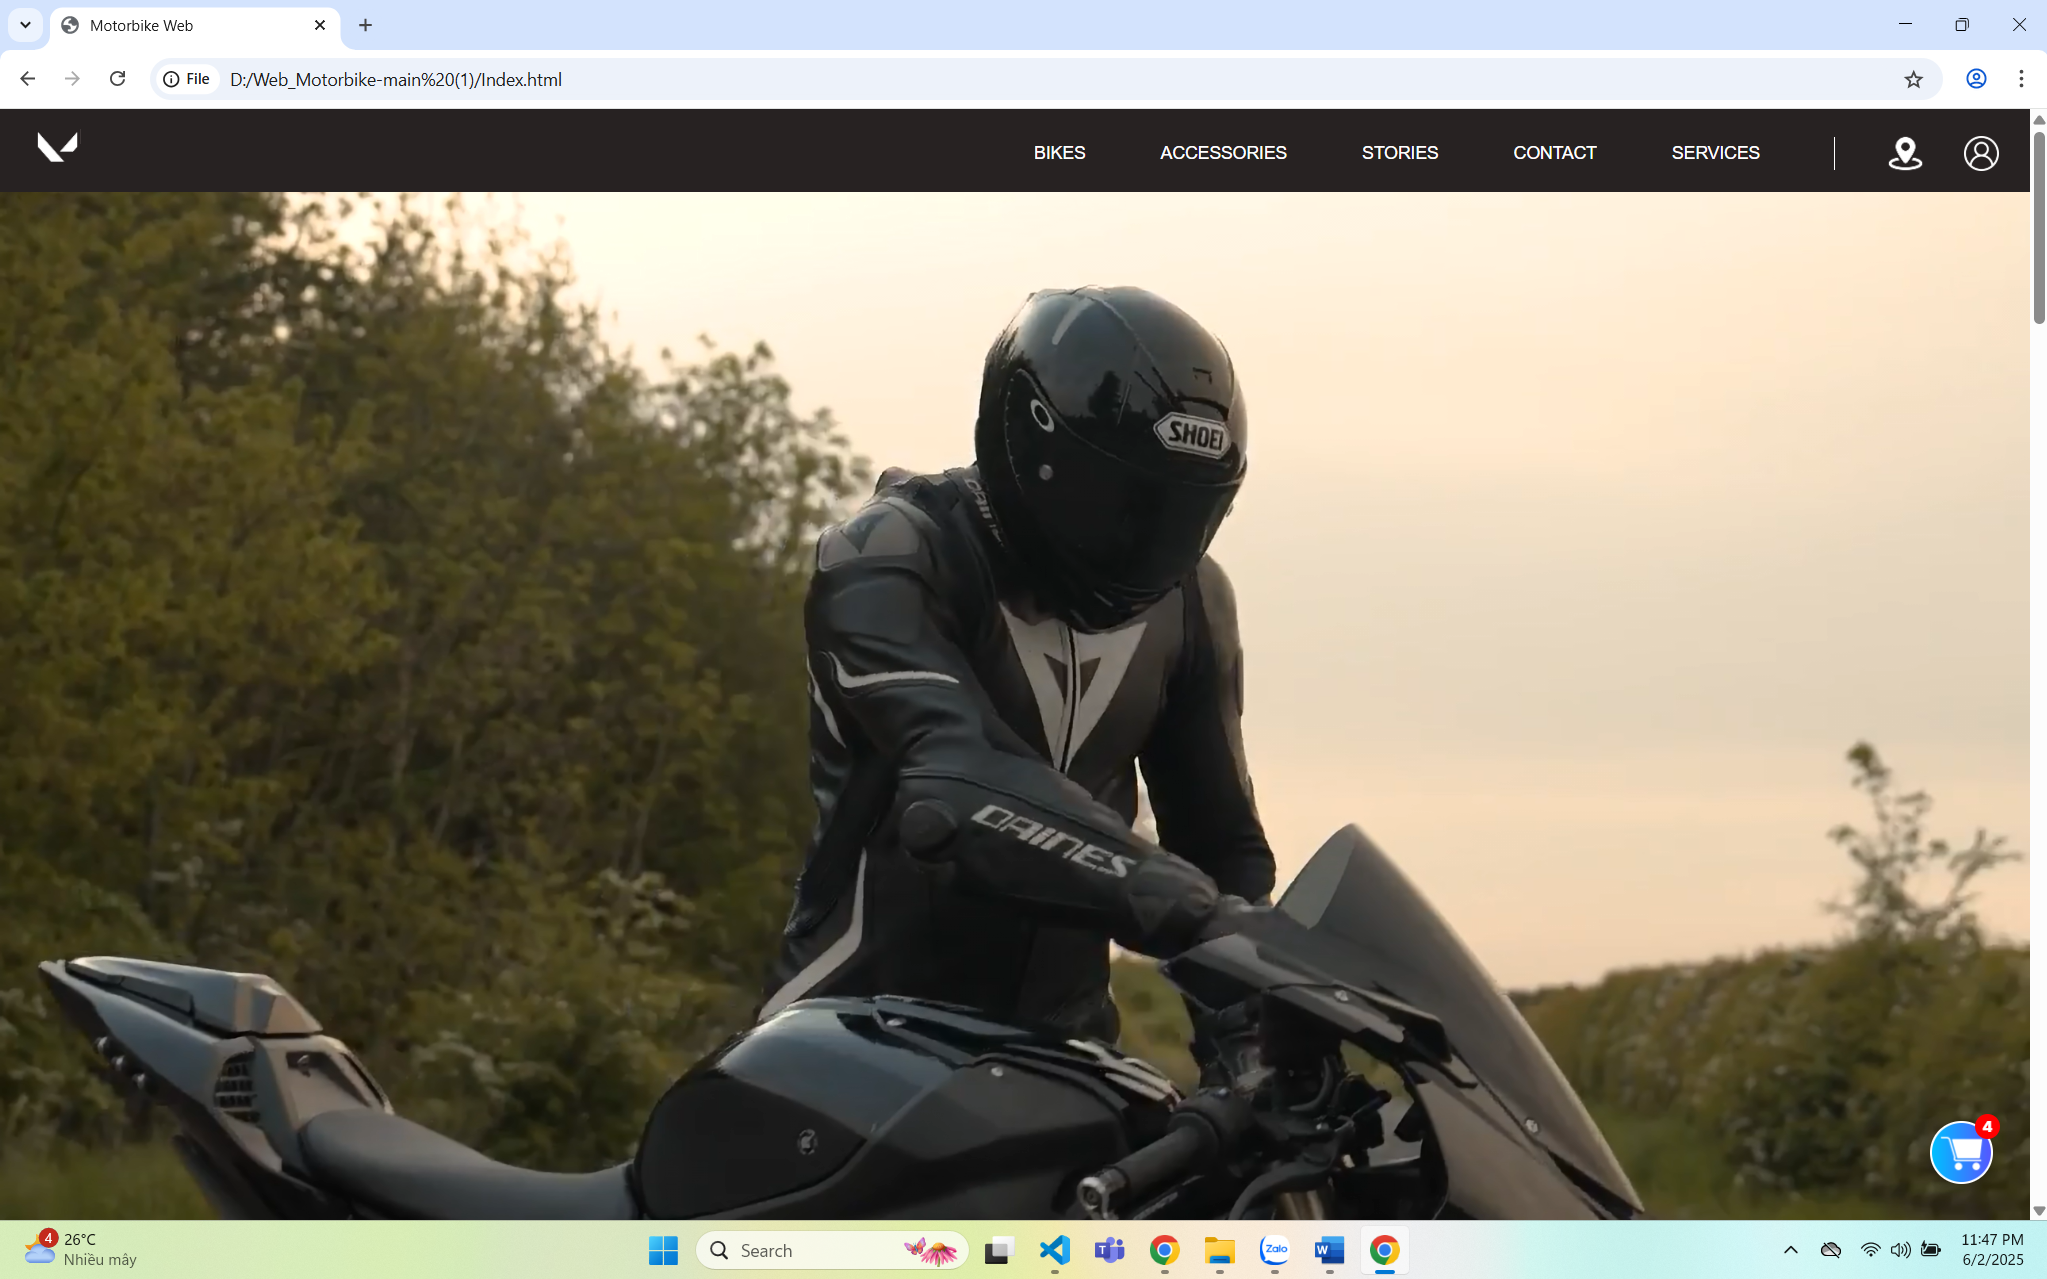 Motorbike Web
File
D:/Web_Motorbike-main%20(1)/Index.html
BIKES
ACCESSORIES
STORIES
CONTACT
SERVICES
SHOEI
DAINES
4
4
26°C
Nhiều mây
Search
Zalo
11:47 PM
6/2/2025